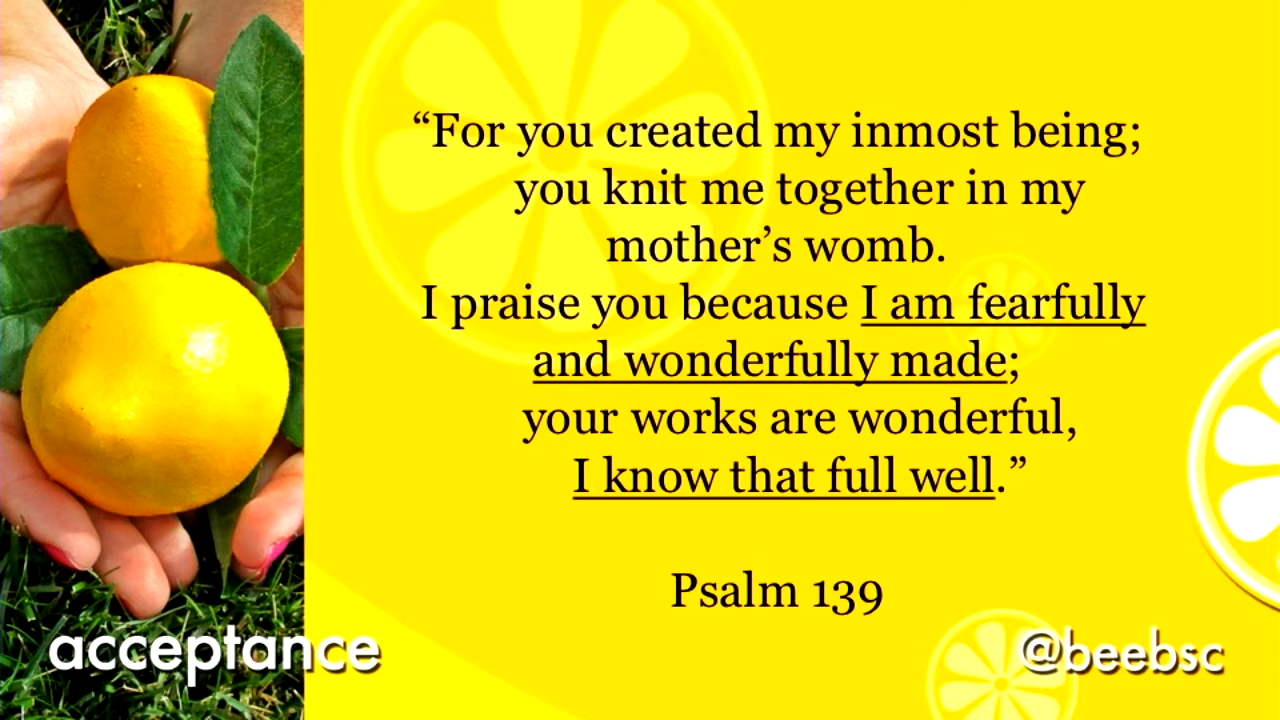 “For you created my inmost being;
you knit me together in my
mother’s womb.
I praise you because I am fearfully
and wonderfully made;
your works are wonderful,
I know that full well.”
Psalm 139
acceptance
@beebsc